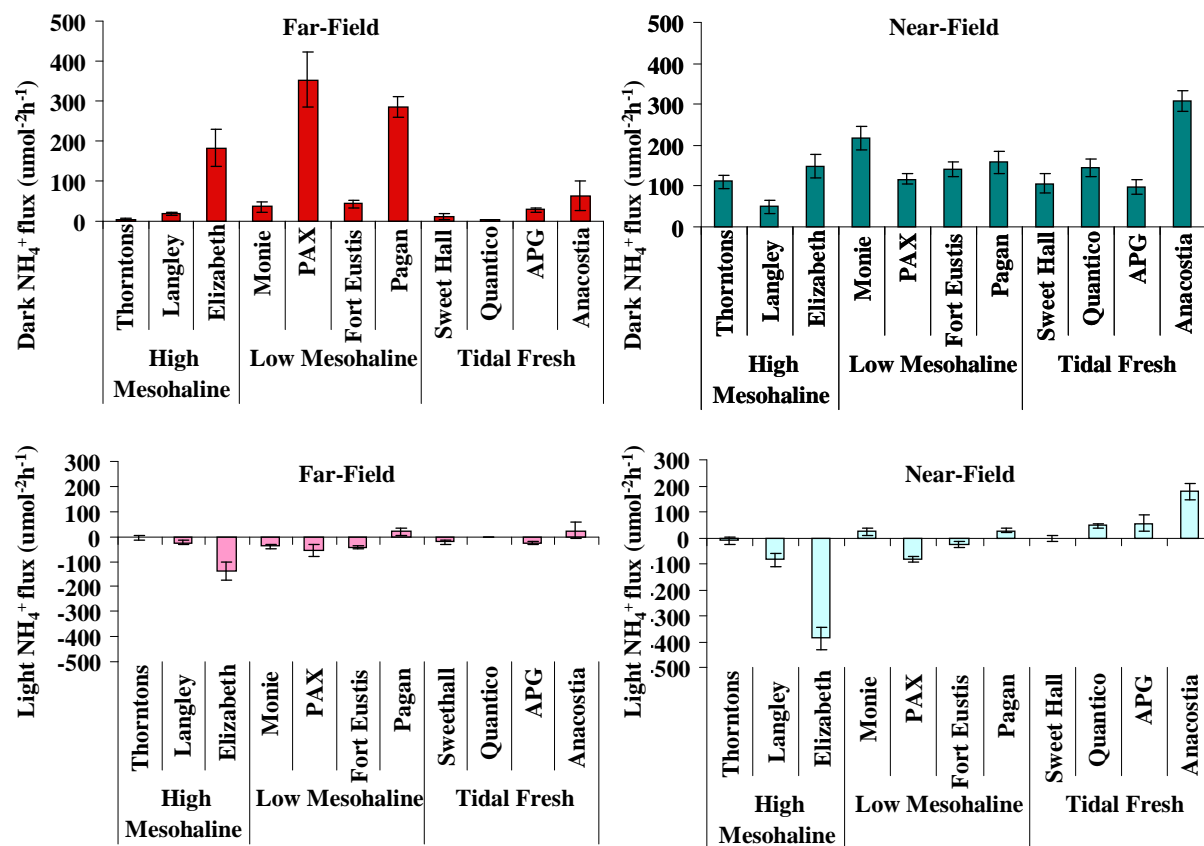 Far-Field
Dark NH₄⁺ flux (umol⁻²h⁻¹)
500
400
300
200
100
0
Thorntons
Langley
Elizabeth
Monie
PAX
Fort Eustis
Pagan
Sweet Hall
Quantico
APG
Anacostia
High
Mesohaline
Low Mesohaline
Tidal Fresh
Near-Field
Dark NH₄⁺ flux (umol⁻²h⁻¹)
500
400
300
200
100
0
Thorntons
Langley
Elizabeth
Monie
PAX
Fort Eustis
Pagan
Sweet Hall
Quantico
APG
Anacostia
High
Mesohaline
Low Mesohaline
Tidal Fresh
Far-Field
Light NH₄⁺ flux (umol⁻²h⁻¹)
300
200
100
0
-100
-200
-300
-400
-500
Thorntons
Langley
Elizabeth
Monie
PAX
Fort Eustis
Pagan
Swethall
Quantico
APG
Anacostia
High
Mesohaline
Low Mesohaline
Tidal Fresh
Near-Field
Light NH₄⁺ flux (umol⁻²h⁻¹)
300
200
100
0
-100
-200
-300
-400
-500
Thorntons
Langley
Elizabeth
Monie
PAX
Fort Eustis
Pagan
Sweet Hall
Quantico
APG
Anacostia
High
Mesohaline
Low Mesohaline
Tidal Fresh